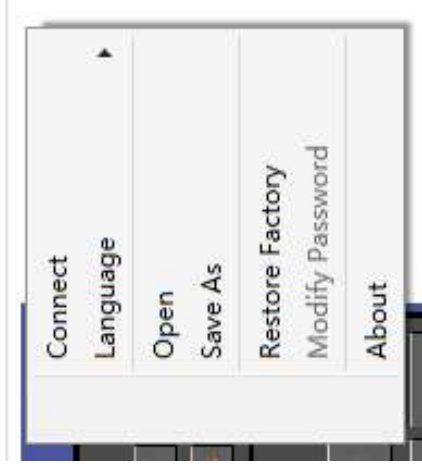 Connect
Language
Open
Save As
Restore Factory
Modify Password
About